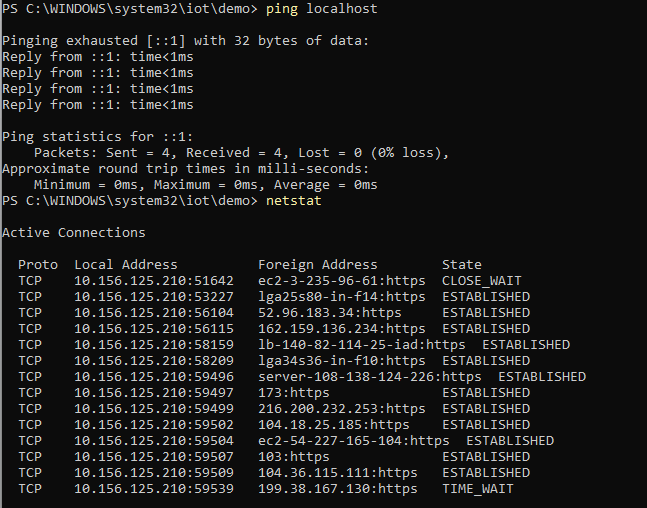 PS C:\WINDOWS\system32\iot\demo> ping localhost
Pinging exhausted [::1] with 32 bytes of data:
Reply from ::1: time<1ms
Reply from ::1: time<1ms
Reply from ::1: time<1ms
Reply from ::1: time<1ms
Ping statistics for ::1:
    Packets: Sent = 4, Received = 4, Lost = 0 (0% loss),
Approximate round trip times in milli-seconds:
    Minimum = 0ms, Maximum = 0ms, Average = 0ms
PS C:\WINDOWS\system32\iot\demo> netstat
Active Connections
  Proto  Local Address          Foreign Address        State
  TCP    10.156.125.210:51642   ec2-3-235-96-61:https  CLOSE_WAIT
  TCP    10.156.125.210:53227   lga25s80-in-f14:https  ESTABLISHED
  TCP    10.156.125.210:56104   52.96.183.34:https     ESTABLISHED
  TCP    10.156.125.210:56115   162.159.136.234:https  ESTABLISHED
  TCP    10.156.125.210:58159   lb-140-82-114-25-iad:https  ESTABLISHED
  TCP    10.156.125.210:58209   lga34s36-in-f10:https  ESTABLISHED
  TCP    10.156.125.210:59496   server-108-138-124-226:https  ESTABLISHED
  TCP    10.156.125.210:59497   173:https              ESTABLISHED
  TCP    10.156.125.210:59499   216.200.232.253:https  ESTABLISHED
  TCP    10.156.125.210:59502   104.18.25.185:https    ESTABLISHED
  TCP    10.156.125.210:59504   ec2-54-227-165-104:https  ESTABLISHED
  TCP    10.156.125.210:59507   103:https              ESTABLISHED
  TCP    10.156.125.210:59509   104.36.115.111:https   ESTABLISHED
  TCP    10.156.125.210:59539   199.38.167.130:https   TIME_WAIT